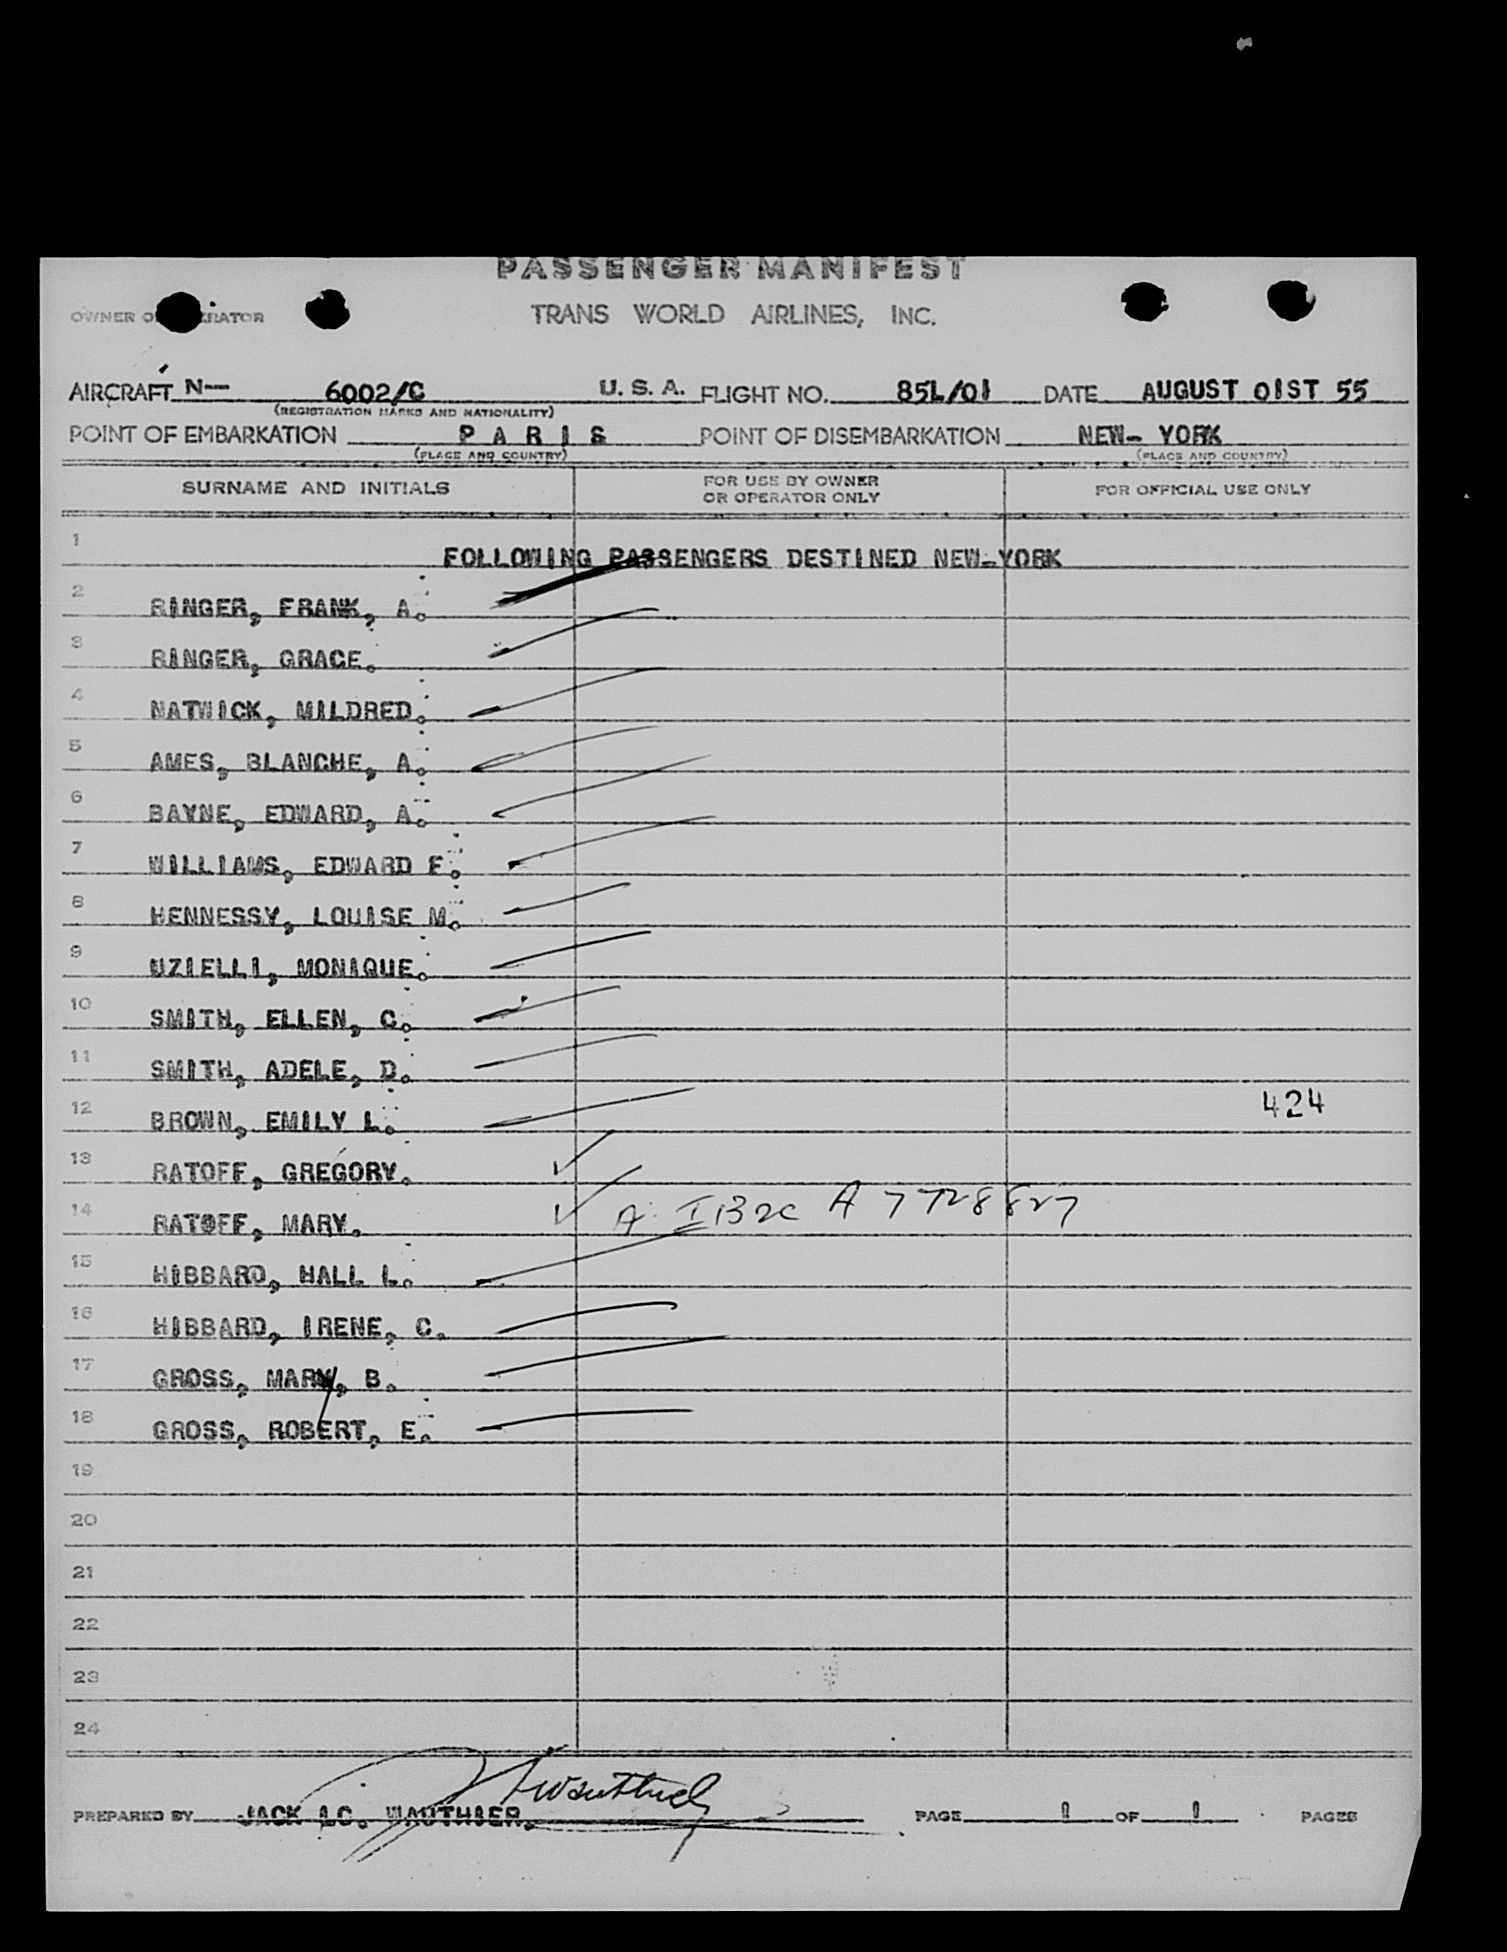 PASSENGER MANIFEST
OWNER O ERATOR TRANS WORLD AIRLINES, INC.
AIRCRAFT N— 6002/C U. S. A. FLIGHT NO. 85L/01 DATE AUGUST 01ST 55
(REGISTRATION MARKS AND NATIONALITY)
POINT OF EMBARKATION P A R I S POINT OF DISEMBARKATION NEW- YORK
(PLACE AND COUNTRY) (PLACE AND COUNTRY)
SURNAME AND INITIALS FOR USE BY OWNER OR OPERATOR ONLY FOR OFFICIAL USE ONLY
1 FOLLOWING PASSENGERS DESTINED NEW-YORK
2 RINGER, FRANK, A.
3 RINGER, GRACE.
4 NATWICK, MILDRED.
5 AMES, BLANCHE, A.
6 BAYNE, EDWARD, A.
7 WILLIAMS, EDWARD F.
8 HENNESSY, LOUISE M.
9 UZIELLI, MONIQUE.
10 SMITH, ELLEN, C.
11 SMITH, ADELE, D.
12 BROWN, EMILY L. 424
13 RATOFF, GREGORY.
14 RATOFF, MARY. A A 7728827
15 HIBBARD, HALL L.
16 HIBBARD, IRENE, C.
17 GROSS, MARY, B.
18 GROSS, ROBERT, E.
19
20
21
22
23
24
PREPARED BY JACK LC. WAUTHIER. PAGE 1 OF 1 PAGES